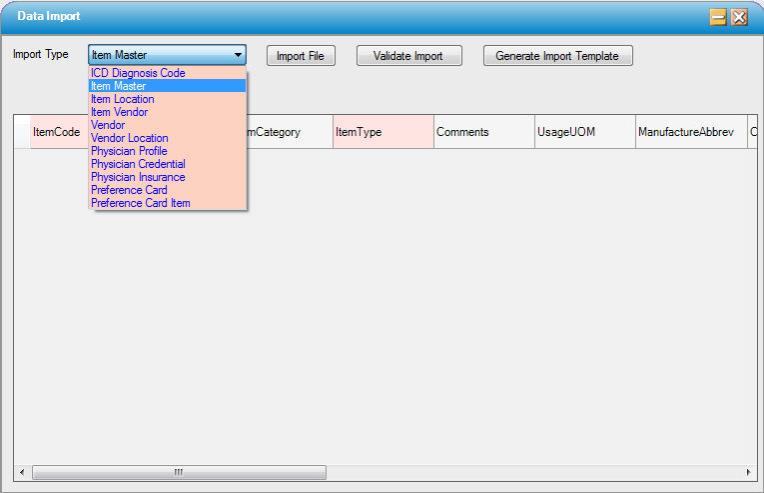 Data Import
Import Type Item Master Import File Validate Import Generate Import Template
ICD Diagnosis Code
Item Master
Item Location
Item Vendor
Vendor
Vendor Location
Physician Profile
Physician Credential
Physician Insurance
Preference Card
Preference Card Item
ItemCode mCategory ItemType Comments UsageUOM ManufactureAbbrev C